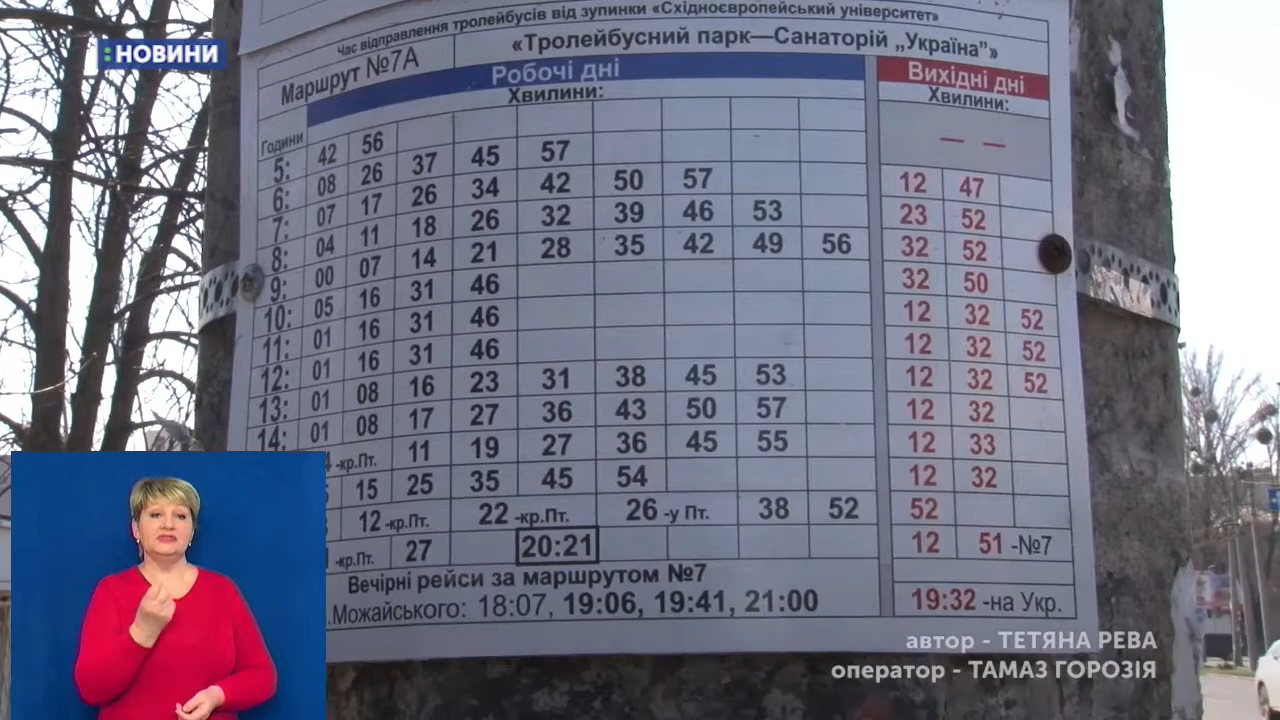 :НОВИНИ
Час відправлення тролейбусів від зупинки «Східноєвропейський університет»
Маршрут №7А «Тролейбусний парк—Санаторій „Україна”»
Робочі дні Вихідні дні
Години Хвилини: Хвилини:
5: 42 56 — —
6: 08 26 37 45 57
7: 07 17 26 34 42 50 57 12 47
8: 04 11 18 26 32 39 46 53 23 52
9: 00 07 14 21 28 35 42 49 56 32 52
10: 05 16 31 46 32 50
11: 01 16 31 46 12 32 52
12: 01 16 31 46 12 32 52
13: 01 08 16 23 31 38 45 53 12 32 52
14: 01 08 17 27 36 43 50 57 12 32
-кр.Пт. 11 19 27 36 45 55 12 33
15 25 35 45 54 12 32
12 -кр.Пт. 22 -кр.Пт. 26 -у Пт. 38 52 52
кр.Пт. 27 20:21 12 51 -№7
Вечірні рейси за маршрутом №7
.Можайського: 18:07, 19:06, 19:41, 21:00 19:32 -на Укр.
автор - ТЕТЯНА РЕВА
оператор - ТАМАЗ ГОРОЗІЯ